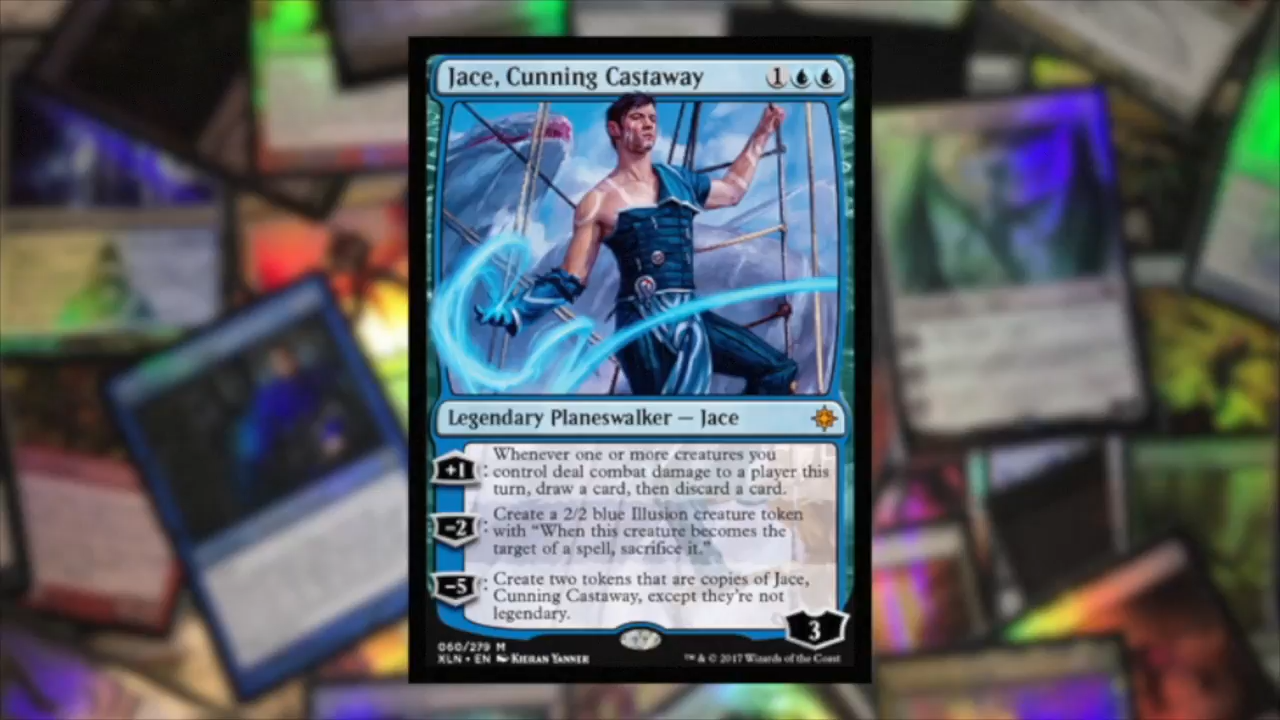 Jace, Cunning Castaway 1
Legendary Planeswalker — Jace
+1: Whenever one or more creatures you
control deal combat damage to a player this
turn, draw a card, then discard a card.
-2: Create a 2/2 blue Illusion creature token
with "When this creature becomes the
target of a spell, sacrifice it."
-5: Create two tokens that are copies of Jace,
Cunning Castaway, except they're not
legendary.
3
060/279 M
XLN • EN Kieran Yanner
™ & © 2017 Wizards of the Coast